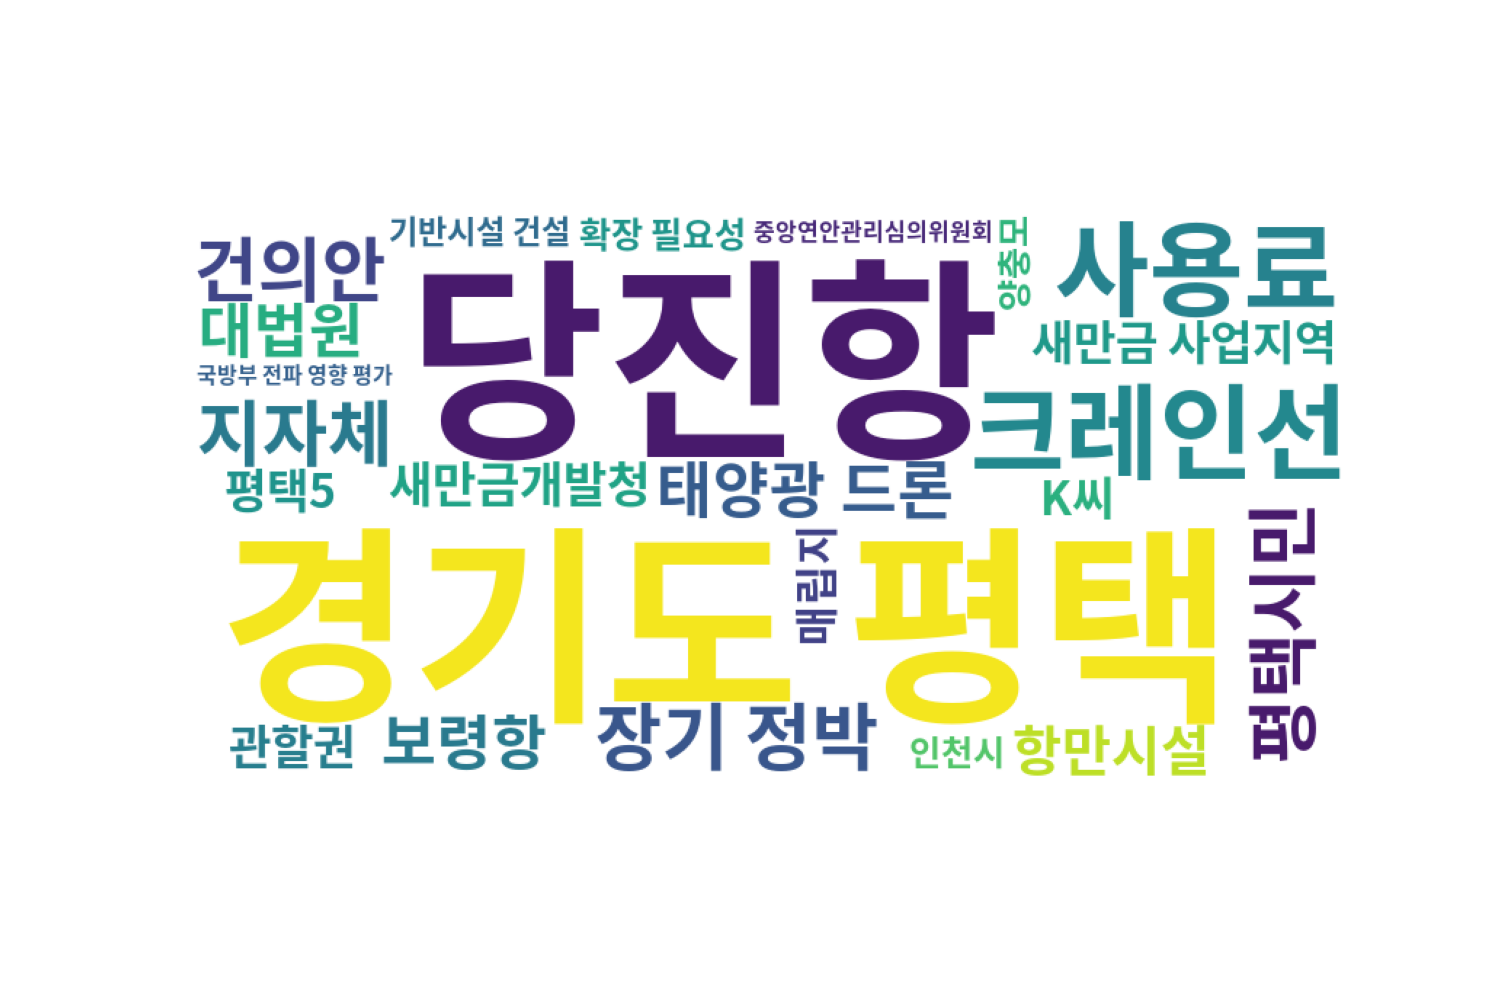 기반시설 건설
확장 필요성
중앙연안관리심의위원회
양충모
사용료
건의안
당진항
대법원
새만금 사업지역
국방부 전파 영향 평가
지자체
크레인선
평택5
새만금개발청
태양광 드론
K씨
경기도
매립지
평택
평택시민
관할권
보령항
장기 정박
인천시
항만시설